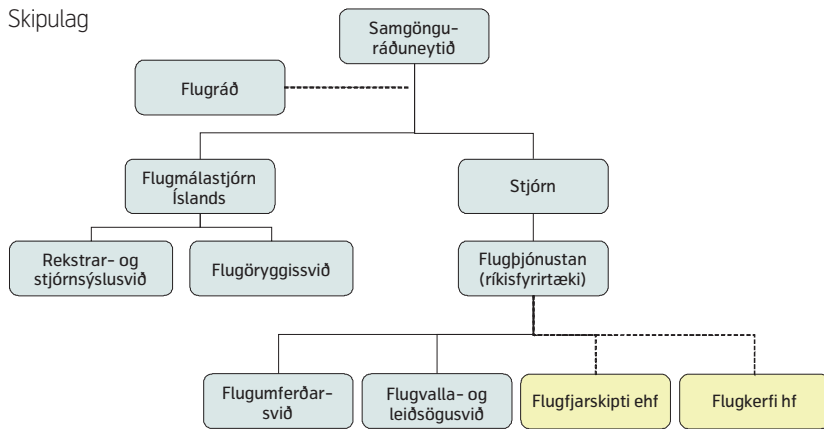 Skipulag
Samgöngu-
ráðuneytið
Flugráð
Flugmálastjórn
Íslands
Stjórn
Rekstrar- og
stjórnsýslusvið
Flugöryggissvið
Flugþjónustan
(ríkisfyrirtæki)
Flugumferðar-
svið
Flugvalla- og
leiðsögusvið
Flugfjarskipti ehf
Flugkerfi hf